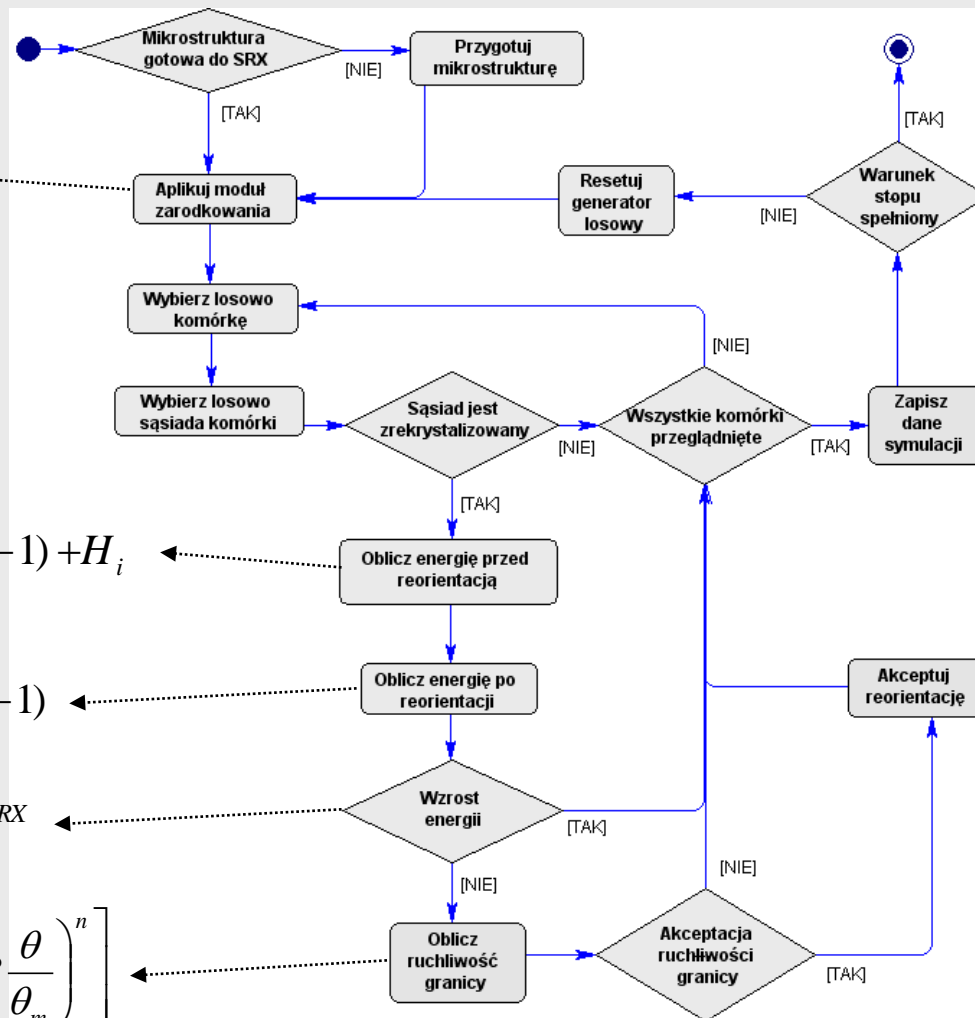 Mikrostruktura
gotowa do SRX
[NIE]
Przygotuj
mikrostrukturę
[TAK]
[TAK]
Aplikuj moduł
zarodkowania
Resetuj
generator
losowy
[NIE]
Warunek
stopu
spełniony
Wybierz losowo
komórkę
[NIE]
Wybierz losowo
sąsiada komórki
Sąsiad jest
zrekrystalizowany
[NIE]
Wszystkie komórki
przeglądnięte
[TAK]
Zapisz
dane
symulacji
[TAK]
−1) + H_i
Oblicz energię przed
reorientacją
−1)
Oblicz energię po
reorientacji
Akceptuj
reorientację
RX
Wzrost
energii
[TAK]
[NIE]
[NIE]
θ/θ_m)^n]
Oblicz
ruchliwość
granicy
Akceptacja
ruchliwości
granicy
[TAK]